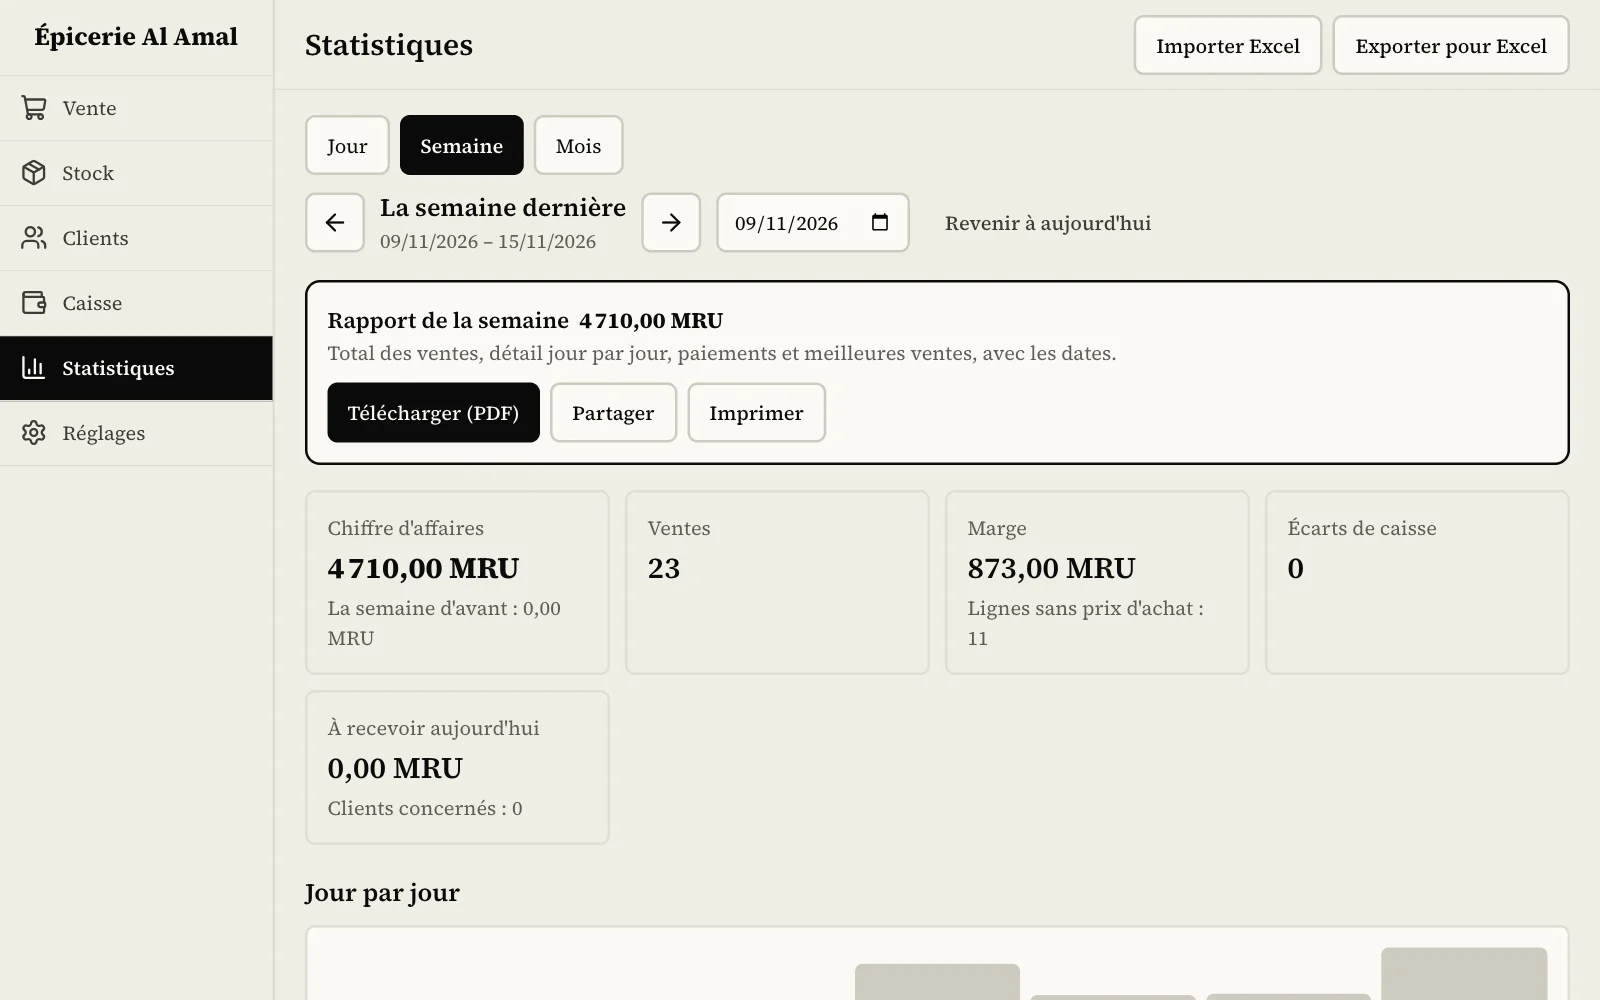 Épicerie Al Amal
Vente
Stock
Clients
Caisse
Statistiques
Réglages
Statistiques
Importer Excel
Exporter pour Excel
Jour
Semaine
Mois
La semaine dernière
09/11/2026 – 15/11/2026
09/11/2026
Revenir à aujourd'hui
Rapport de la semaine 4 710,00 MRU
Total des ventes, détail jour par jour, paiements et meilleures ventes, avec les dates.
Télécharger (PDF)
Partager
Imprimer
Chiffre d'affaires
4 710,00 MRU
La semaine d'avant : 0,00
MRU
Ventes
23
Marge
873,00 MRU
Lignes sans prix d'achat :
11
Écarts de caisse
0
À recevoir aujourd'hui
0,00 MRU
Clients concernés : 0
Jour par jour